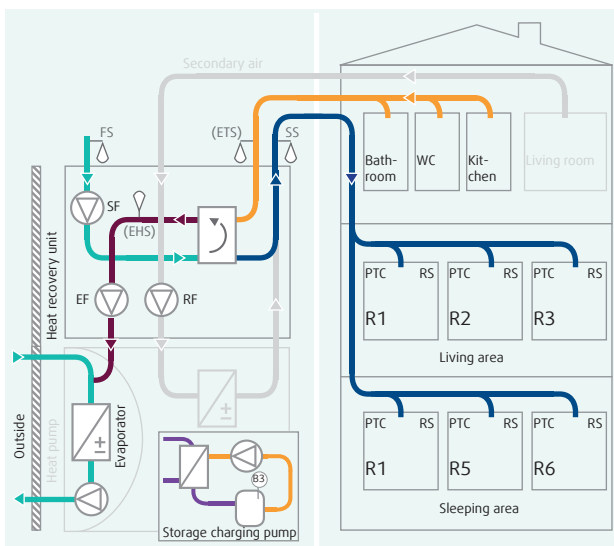 Secondary air
FS
(ETS)
SS
Bath-
room
WC
Kit-
chen
Living room
SF
(EHS)
Heat recovery unit
EF
RF
PTC RS
R1
PTC RS
R2
PTC RS
R3
Living area
Outside
Heat pump
Evaporator
PTC RS
R1
PTC RS
R5
PTC RS
R6
Sleeping area
B3
Storage charging pump